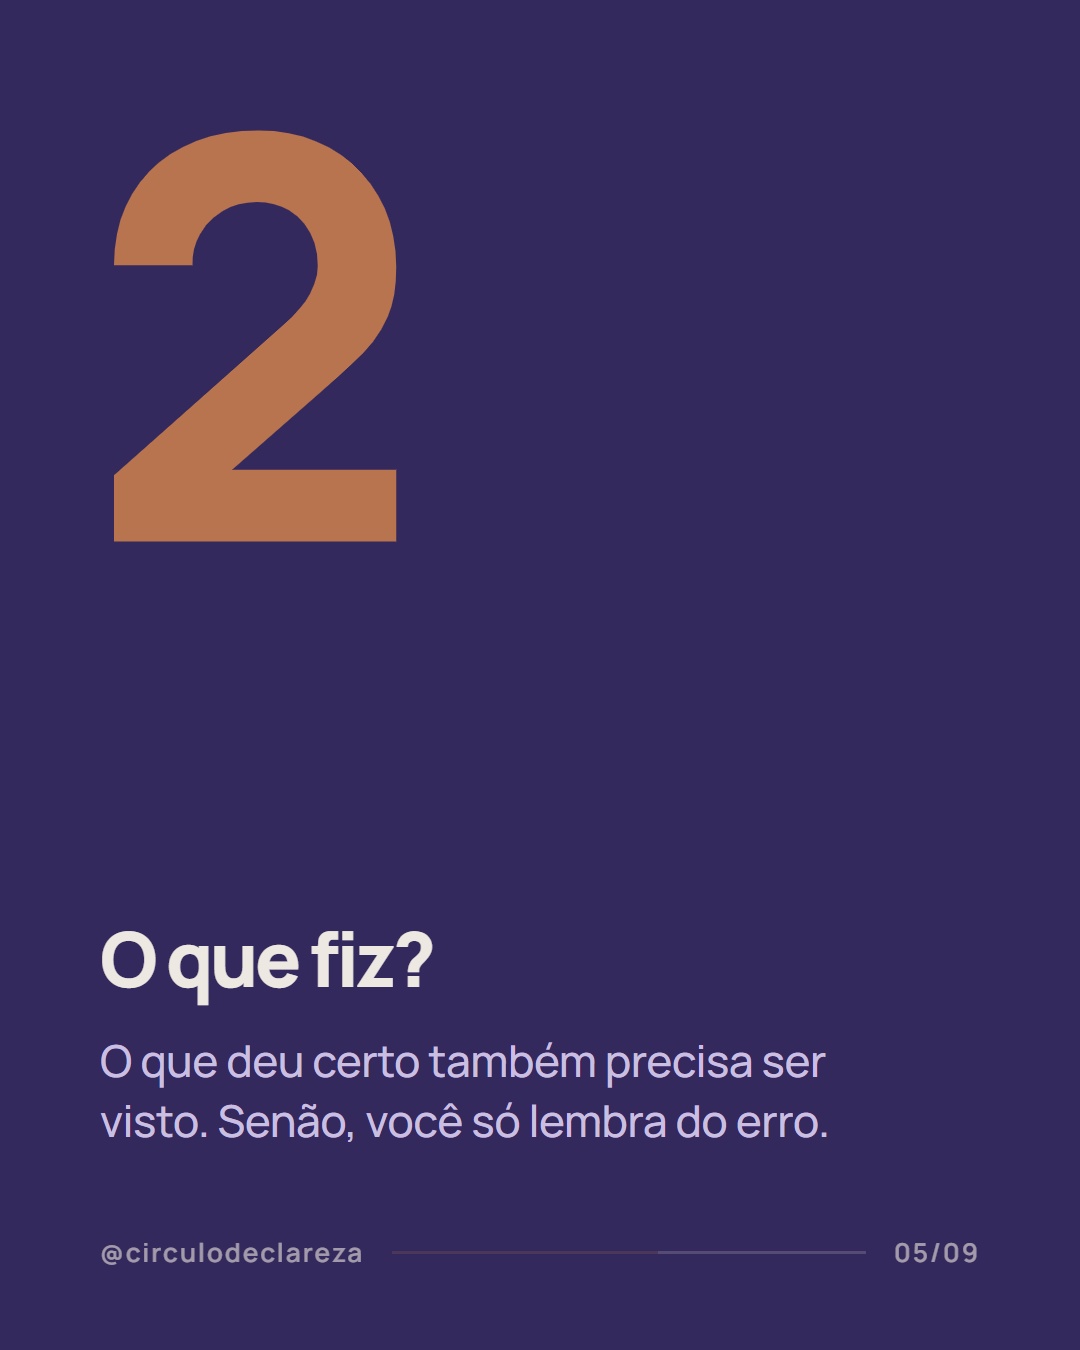 2
O que fiz?
O que deu certo também precisa ser
visto. Senão, você só lembra do erro.
@circulodeclareza
05/09